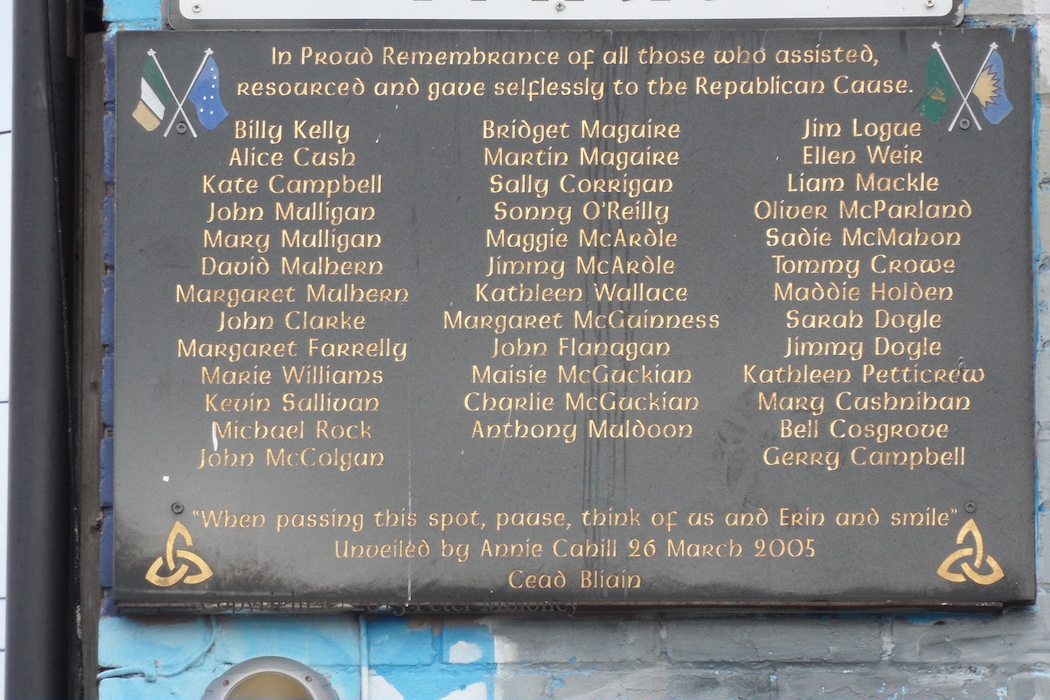 In Proud Remembrance of all those who assisted,
resourced and gave selflessly to the Republican Cause.
Billy Kelly
Alice Cush
Kate Campbell
John Mulligan
Mary Mulligan
David Mulhern
Margaret Mulhern
John Clarke
Margaret Farrelly
Marie Williams
Kevin Sullivan
Michael Rock
John McColgan
Bridget Maguire
Martin Maguire
Sally Corrigan
Sonny O'Reilly
Maggie McArdle
Jimmy McArdle
Kathleen Wallace
Margaret McGuinness
John Flanagan
Maisie McGuckian
Charlie McGuckian
Anthony Muldoon
Jim Logue
Ellen Weir
Liam Mackle
Oliver McParland
Sadie McMahon
Tommy Crowe
Maddie Holden
Sarah Doyle
Jimmy Doyle
Kathleen Petticrew
Mary Cushnihan
Bell Cosgrove
Gerry Campbell
"When passing this spot, pause, think of us and Erin and smile"
Unveiled by Annie Cahill 26 March 2005
Cead Bliain
Copyright © 2013 Peter Moloney